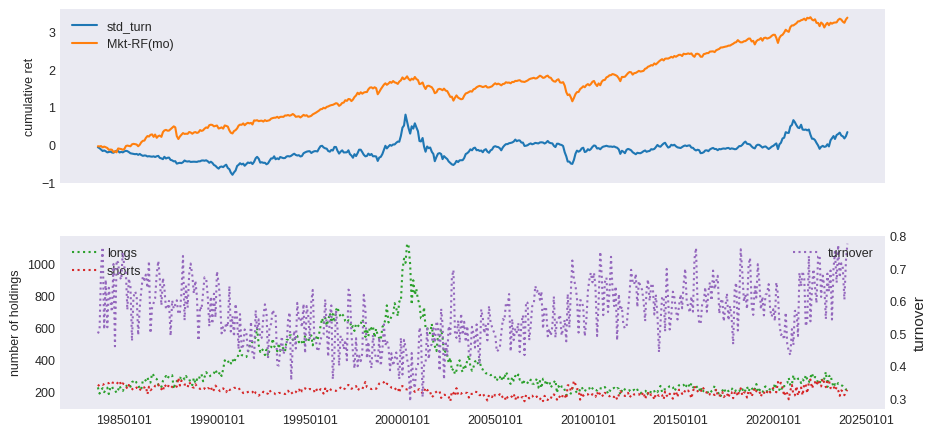 std_turn
Mkt-RF(mo)
cumulative ret
3
2
1
0
−1
longs
shorts
turnover
number of holdings
1000
800
600
400
200
0.8
0.7
0.6
0.5
0.4
0.3
turnover
19850101 19900101 19950101 20000101 20050101 20100101 20150101 20200101 20250101